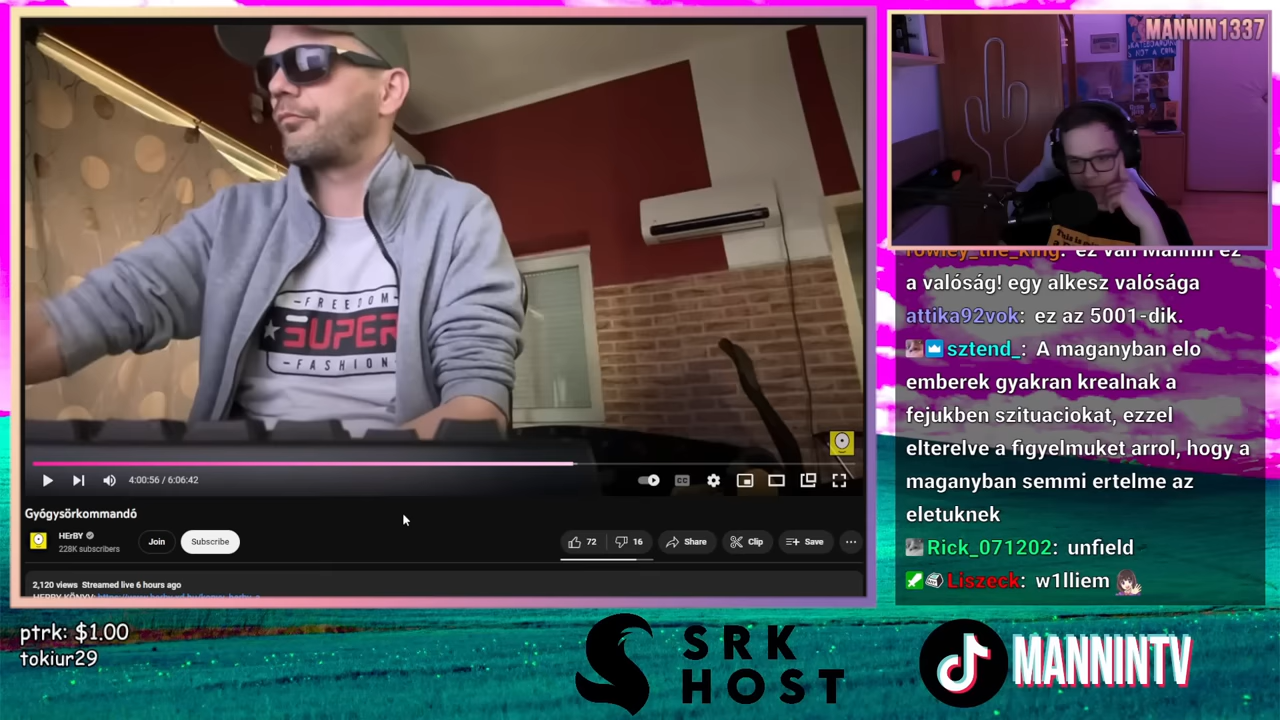 MANNIN1337
-FREEDOM-
SUPER
-FASHION-
4:00:56 / 6:06:42
CC
Gyógysörkommandó
HErBY
228K subscribers
Join
Subscribe
72
16
Share
Clip
Save
2,120 views Streamed live 6 hours ago
rowley_the_king: ez van Mannin ez
a valóság! egy alkesz valósága
attika92vok: ez az 5001-dik.
sztend_: A maganyban elo
emberek gyakran krealnak a
fejukben szituaciokat, ezzel
elterelve a figyelmuket arrol, hogy a
maganyban semmi ertelme az
eletuknek
Rick_071202: unfield
Liszeck: w1lliem
ptrk: $1.00
tokiur29
SRK
HOST
MANNINTV